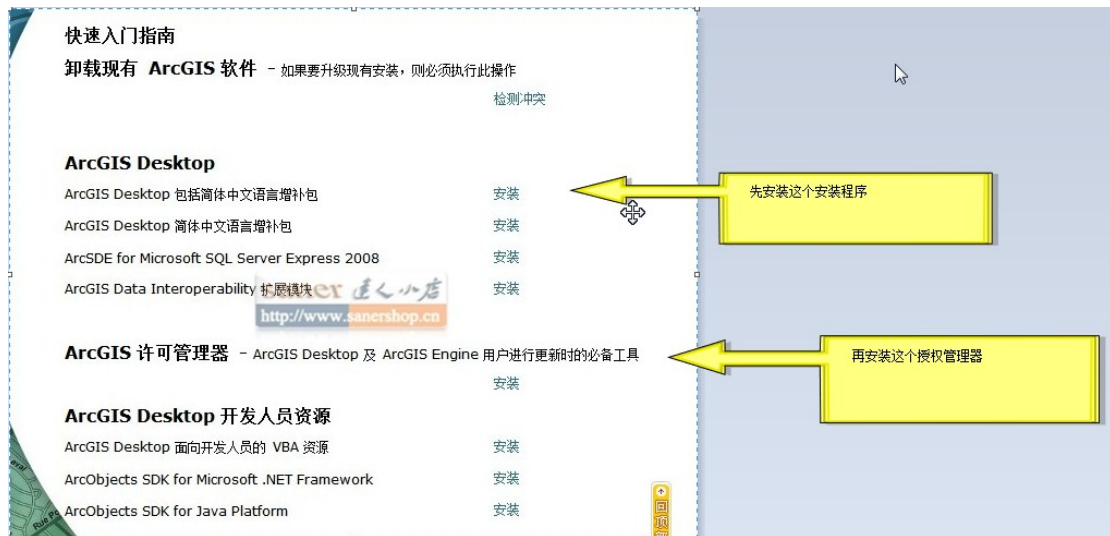 快速入门指南
卸载现有 ArcGIS 软件 - 如果要升级现有安装，则必须执行此操作
检测冲突
ArcGIS Desktop
ArcGIS Desktop 包括简体中文语言增补包 安装
先安装这个安装程序
ArcGIS Desktop 简体中文语言增补包 安装
ArcSDE for Microsoft SQL Server Express 2008 安装
ArcGIS Data Interoperability 扩展模块 安装
达人小店
http://www.sanershop.cn
ArcGIS 许可管理器 - ArcGIS Desktop 及 ArcGIS Engine 用户进行更新时的必备工具
再安装这个授权管理器
安装
ArcGIS Desktop 开发人员资源
ArcGIS Desktop 面向开发人员的 VBA 资源 安装
ArcObjects SDK for Microsoft .NET Framework 安装
ArcObjects SDK for Java Platform 安装
回顶